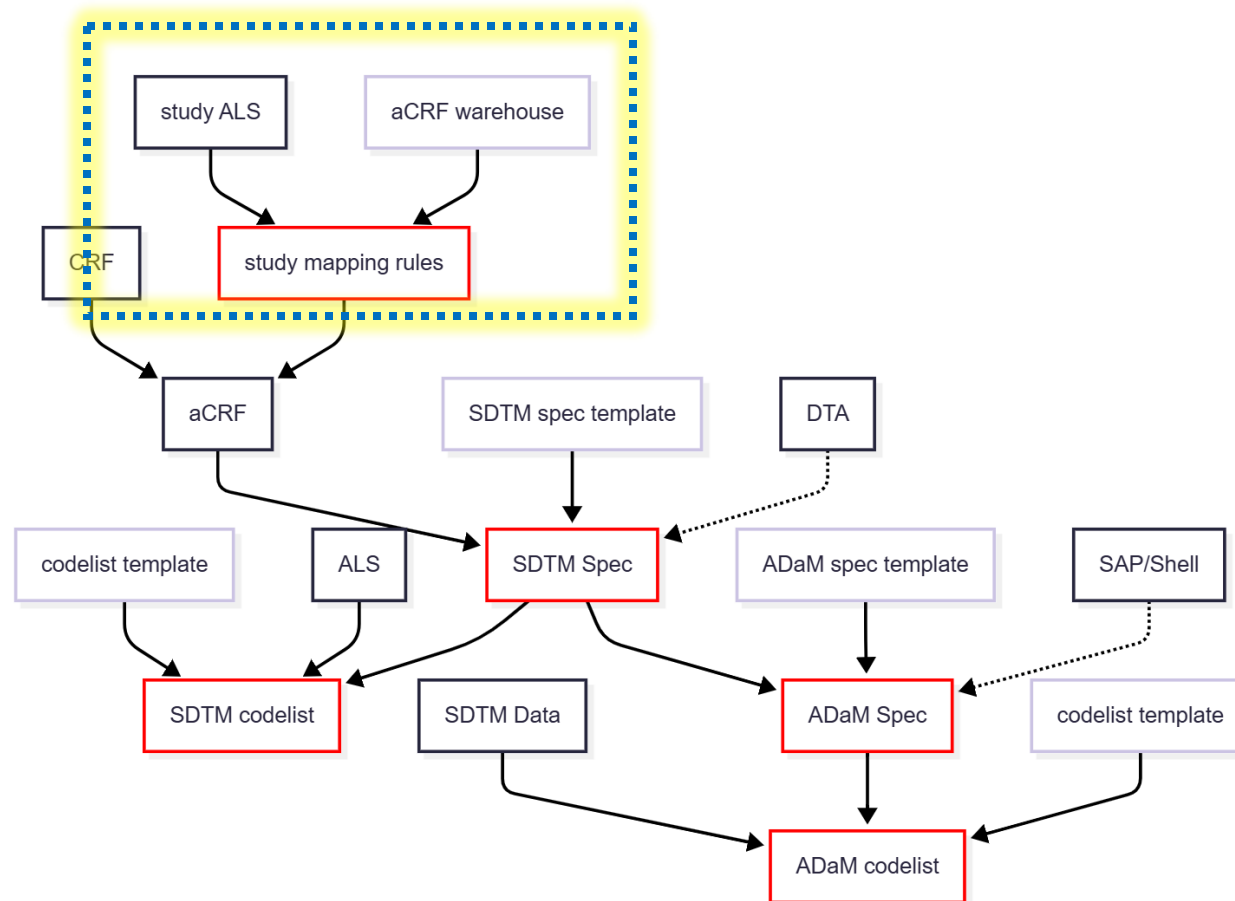 study ALS
aCRF warehouse
CRF
study mapping rules
aCRF
SDTM spec template
DTA
codelist template
ALS
SDTM Spec
ADaM spec template
SAP/Shell
SDTM codelist
SDTM Data
ADaM Spec
codelist template
ADaM codelist